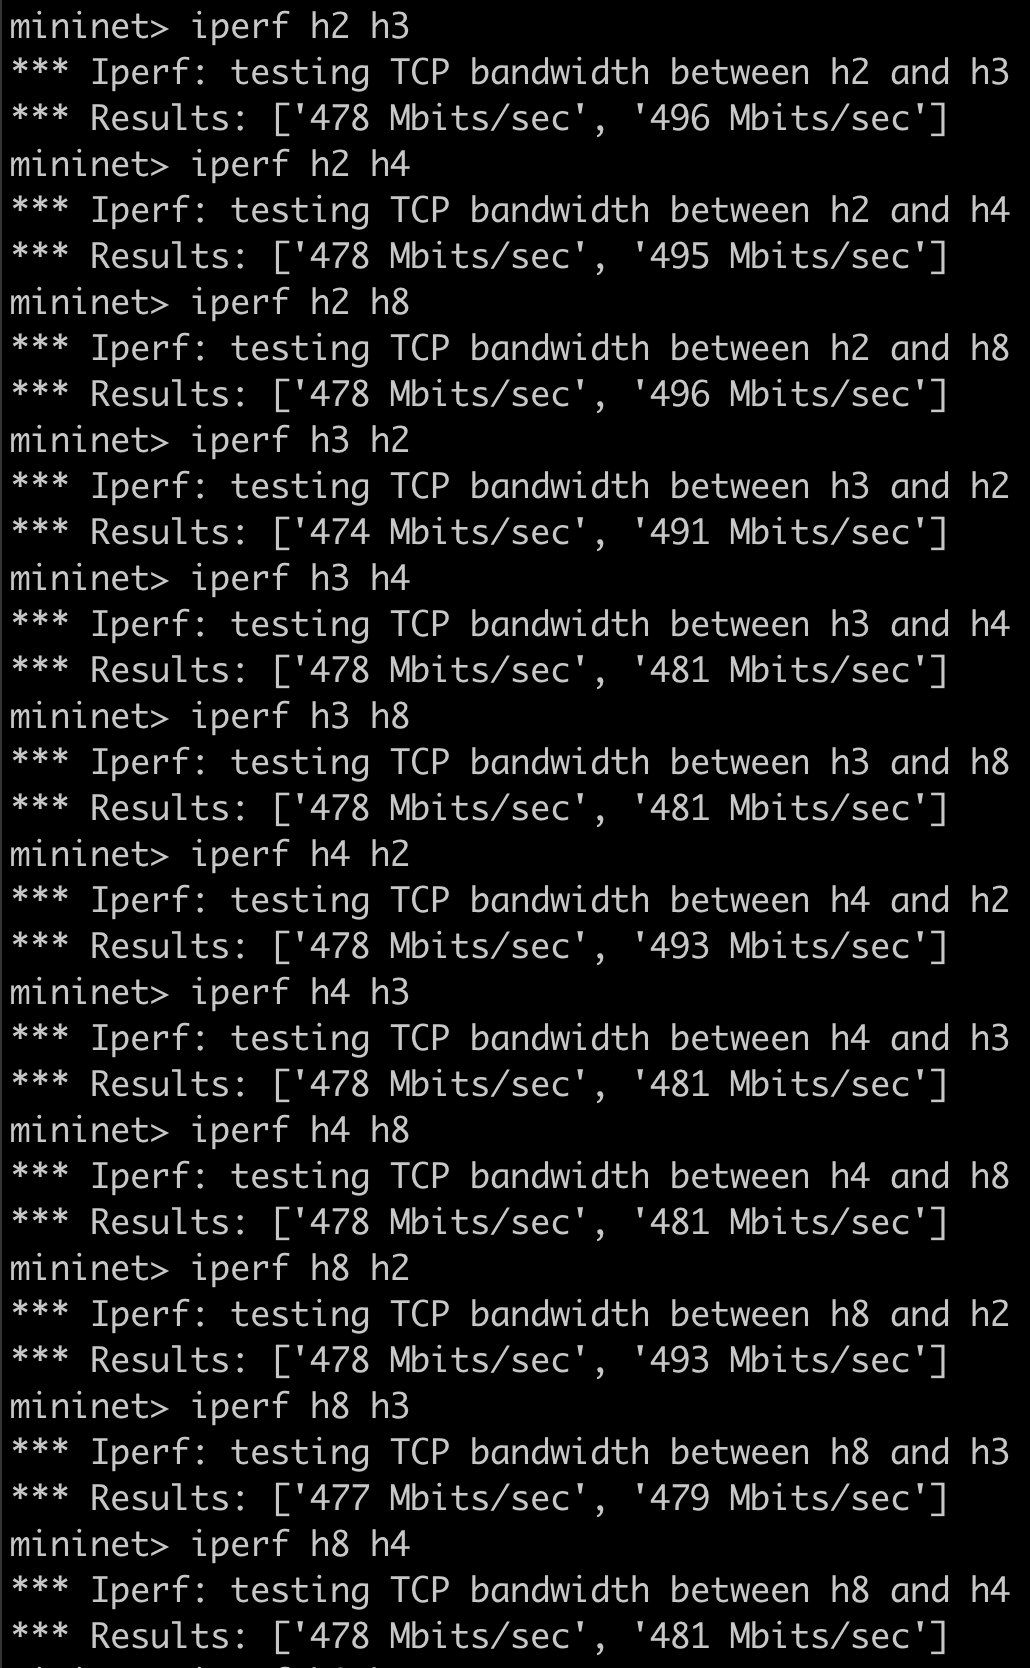 mininet> iperf h2 h3
*** Iperf: testing TCP bandwidth between h2 and h3
*** Results: ['478 Mbits/sec', '496 Mbits/sec']
mininet> iperf h2 h4
*** Iperf: testing TCP bandwidth between h2 and h4
*** Results: ['478 Mbits/sec', '495 Mbits/sec']
mininet> iperf h2 h8
*** Iperf: testing TCP bandwidth between h2 and h8
*** Results: ['478 Mbits/sec', '496 Mbits/sec']
mininet> iperf h3 h2
*** Iperf: testing TCP bandwidth between h3 and h2
*** Results: ['474 Mbits/sec', '491 Mbits/sec']
mininet> iperf h3 h4
*** Iperf: testing TCP bandwidth between h3 and h4
*** Results: ['478 Mbits/sec', '481 Mbits/sec']
mininet> iperf h3 h8
*** Iperf: testing TCP bandwidth between h3 and h8
*** Results: ['478 Mbits/sec', '481 Mbits/sec']
mininet> iperf h4 h2
*** Iperf: testing TCP bandwidth between h4 and h2
*** Results: ['478 Mbits/sec', '493 Mbits/sec']
mininet> iperf h4 h3
*** Iperf: testing TCP bandwidth between h4 and h3
*** Results: ['478 Mbits/sec', '481 Mbits/sec']
mininet> iperf h4 h8
*** Iperf: testing TCP bandwidth between h4 and h8
*** Results: ['478 Mbits/sec', '481 Mbits/sec']
mininet> iperf h8 h2
*** Iperf: testing TCP bandwidth between h8 and h2
*** Results: ['478 Mbits/sec', '493 Mbits/sec']
mininet> iperf h8 h3
*** Iperf: testing TCP bandwidth between h8 and h3
*** Results: ['477 Mbits/sec', '479 Mbits/sec']
mininet> iperf h8 h4
*** Iperf: testing TCP bandwidth between h8 and h4
*** Results: ['478 Mbits/sec', '481 Mbits/sec']